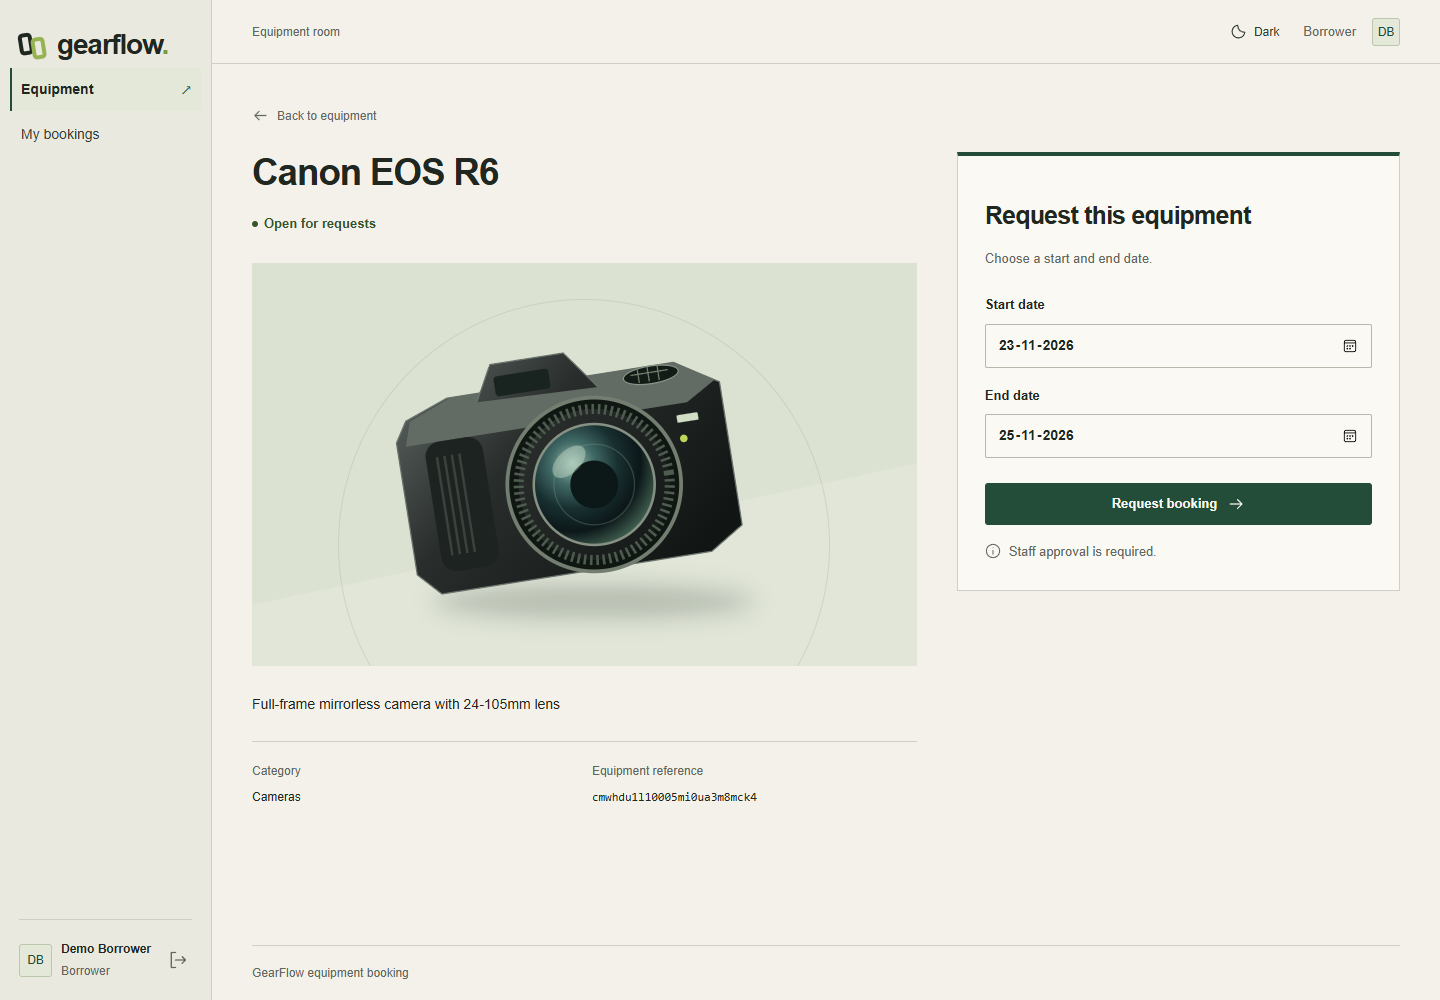 gearflow.
Equipment
My bookings
Equipment room
Dark
Borrower
DB
Back to equipment
Canon EOS R6
Open for requests
Full-frame mirrorless camera with 24-105mm lens
Category
Cameras
Equipment reference
cmwhdu1l10005mi0ua3m8mck4
Request this equipment
Choose a start and end date.
Start date
23-11-2026
End date
25-11-2026
Request booking
Staff approval is required.
DB
Demo Borrower
Borrower
GearFlow equipment booking